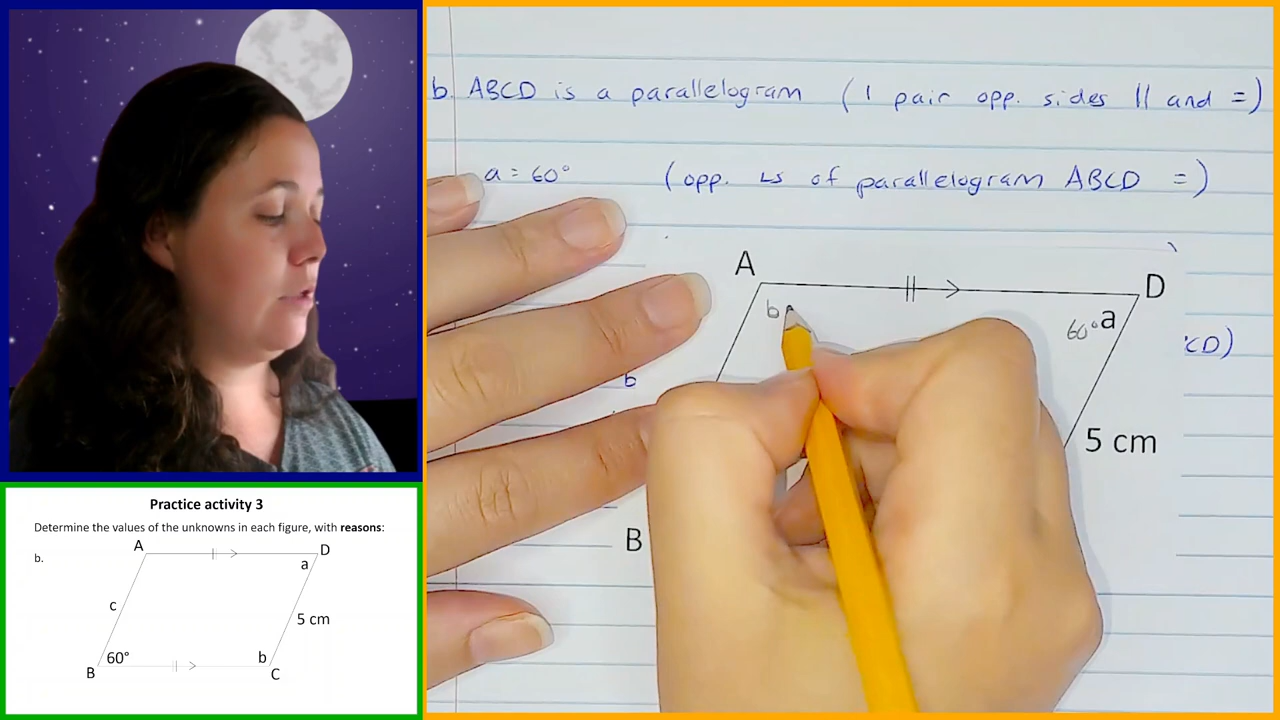 b. ABCD is a parallelogram (1 pair opp. sides || and =)
a = 60° (opp. ∠s of parallelogram ABCD =)
A
D
b
60° a
CD)
b
5 cm
B
Practice activity 3
Determine the values of the unknowns in each figure, with reasons:
b.
A
D
a
c
5 cm
60°
b
B
C